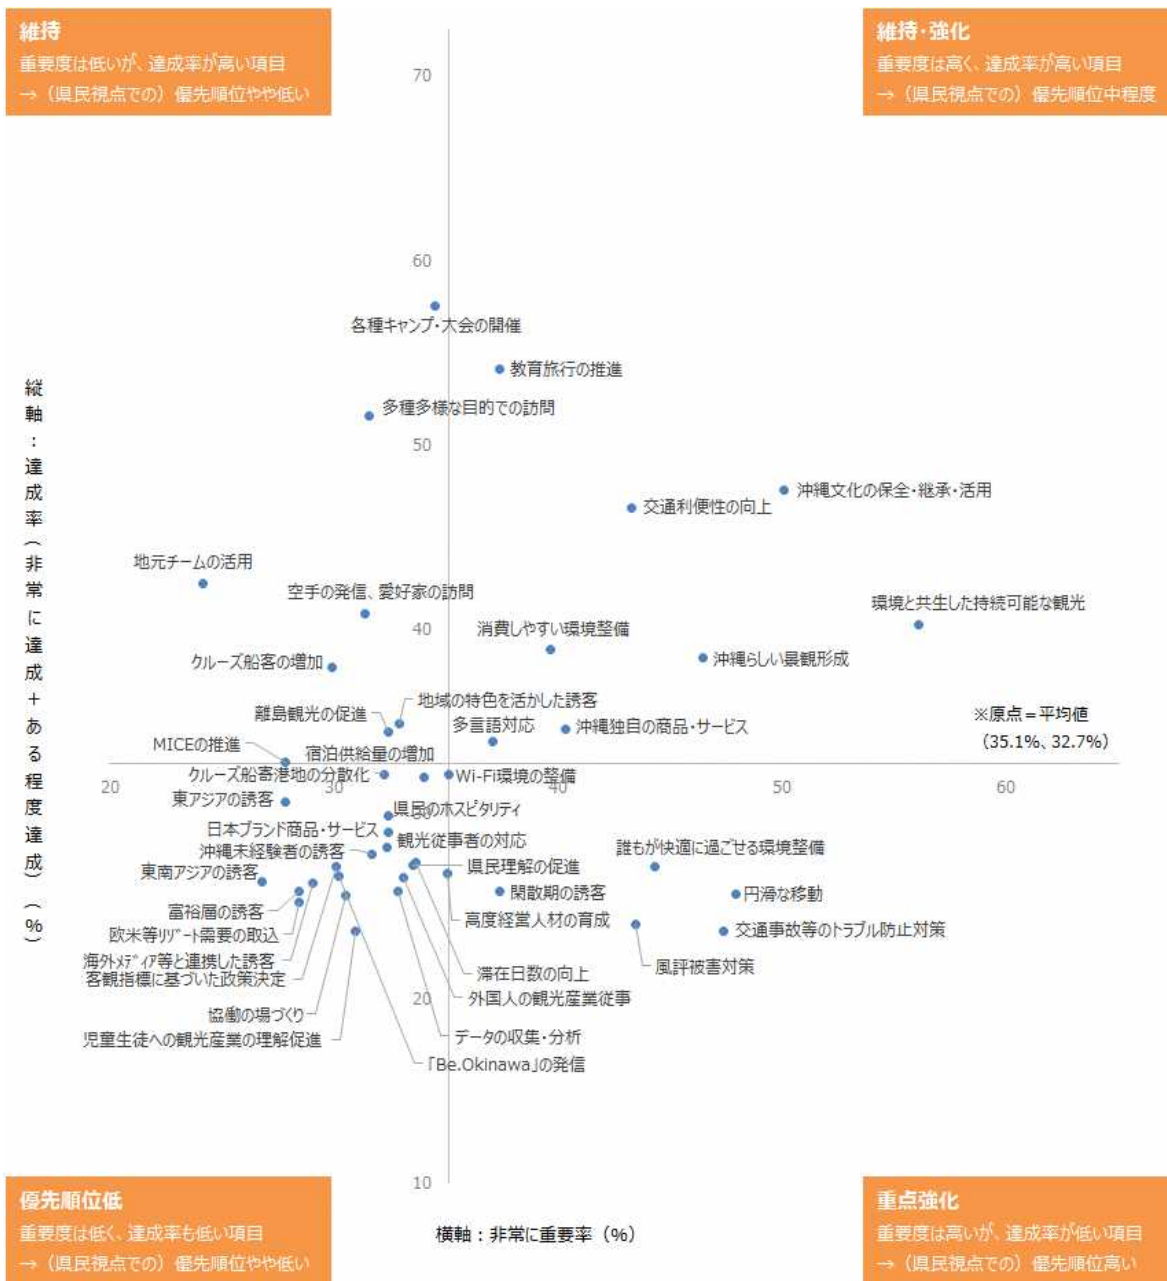 維持
重要度は低いが、達成率が高い項目
→（県民視点での）優先順位やや低い
維持・強化
重要度は高く、達成率が高い項目
→（県民視点での）優先順位中程度
70
60
各種キャンプ・大会の開催
教育旅行の推進
多種多様な目的での訪問
50
沖縄文化の保全・継承・活用
交通利便性の向上
地元チームの活用
空手の発信、愛好家の訪問
環境と共生した持続可能な観光
40
消費しやすい環境整備
沖縄らしい景観形成
クルーズ船客の増加
地域の特色を活かした誘客
離島観光の促進
多言語対応
沖縄独自の商品・サービス
※原点＝平均値
（35.1%、32.7%）
MICEの推進
宿泊供給量の増加
クルーズ船寄港地の分散化
Wi-Fi環境の整備
20
30
40
50
60
東アジアの誘客
県民のホスピタリティ
30
日本ブランド商品・サービス
観光従事者の対応
沖縄未経験者の誘客
誰もが快適に過ごせる環境整備
東南アジアの誘客
県民理解の促進
閑散期の誘客
円滑な移動
富裕層の誘客
高度経営人材の育成
交通事故等のトラブル防止対策
欧米等ﾘｿﾞｰﾄ需要の取込
海外ﾒﾃﾞｨｱ等と連携した誘客
風評被害対策
客観指標に基づいた政策決定
滞在日数の向上
20
外国人の観光産業従事
協働の場づくり
児童生徒への観光産業の理解促進
データの収集・分析
「Be.Okinawa」の発信
縦軸：達成率（非常に達成＋ある程度達成）（%）
10
横軸：非常に重要率（%）
優先順位低
重要度は低く、達成率も低い項目
→（県民視点での）優先順位やや低い
重点強化
重要度は高いが、達成率が低い項目
→（県民視点での）優先順位高い